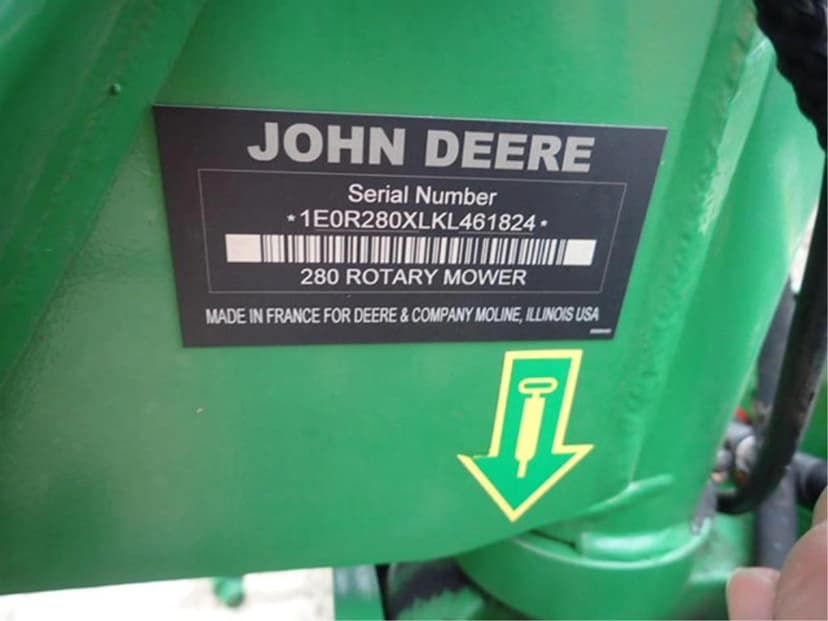 JOHN DEERE
Serial Number
*1E0R280XLKL461824*
280 ROTARY MOWER
MADE IN FRANCE FOR DEERE & COMPANY MOLINE, ILLINOIS USA